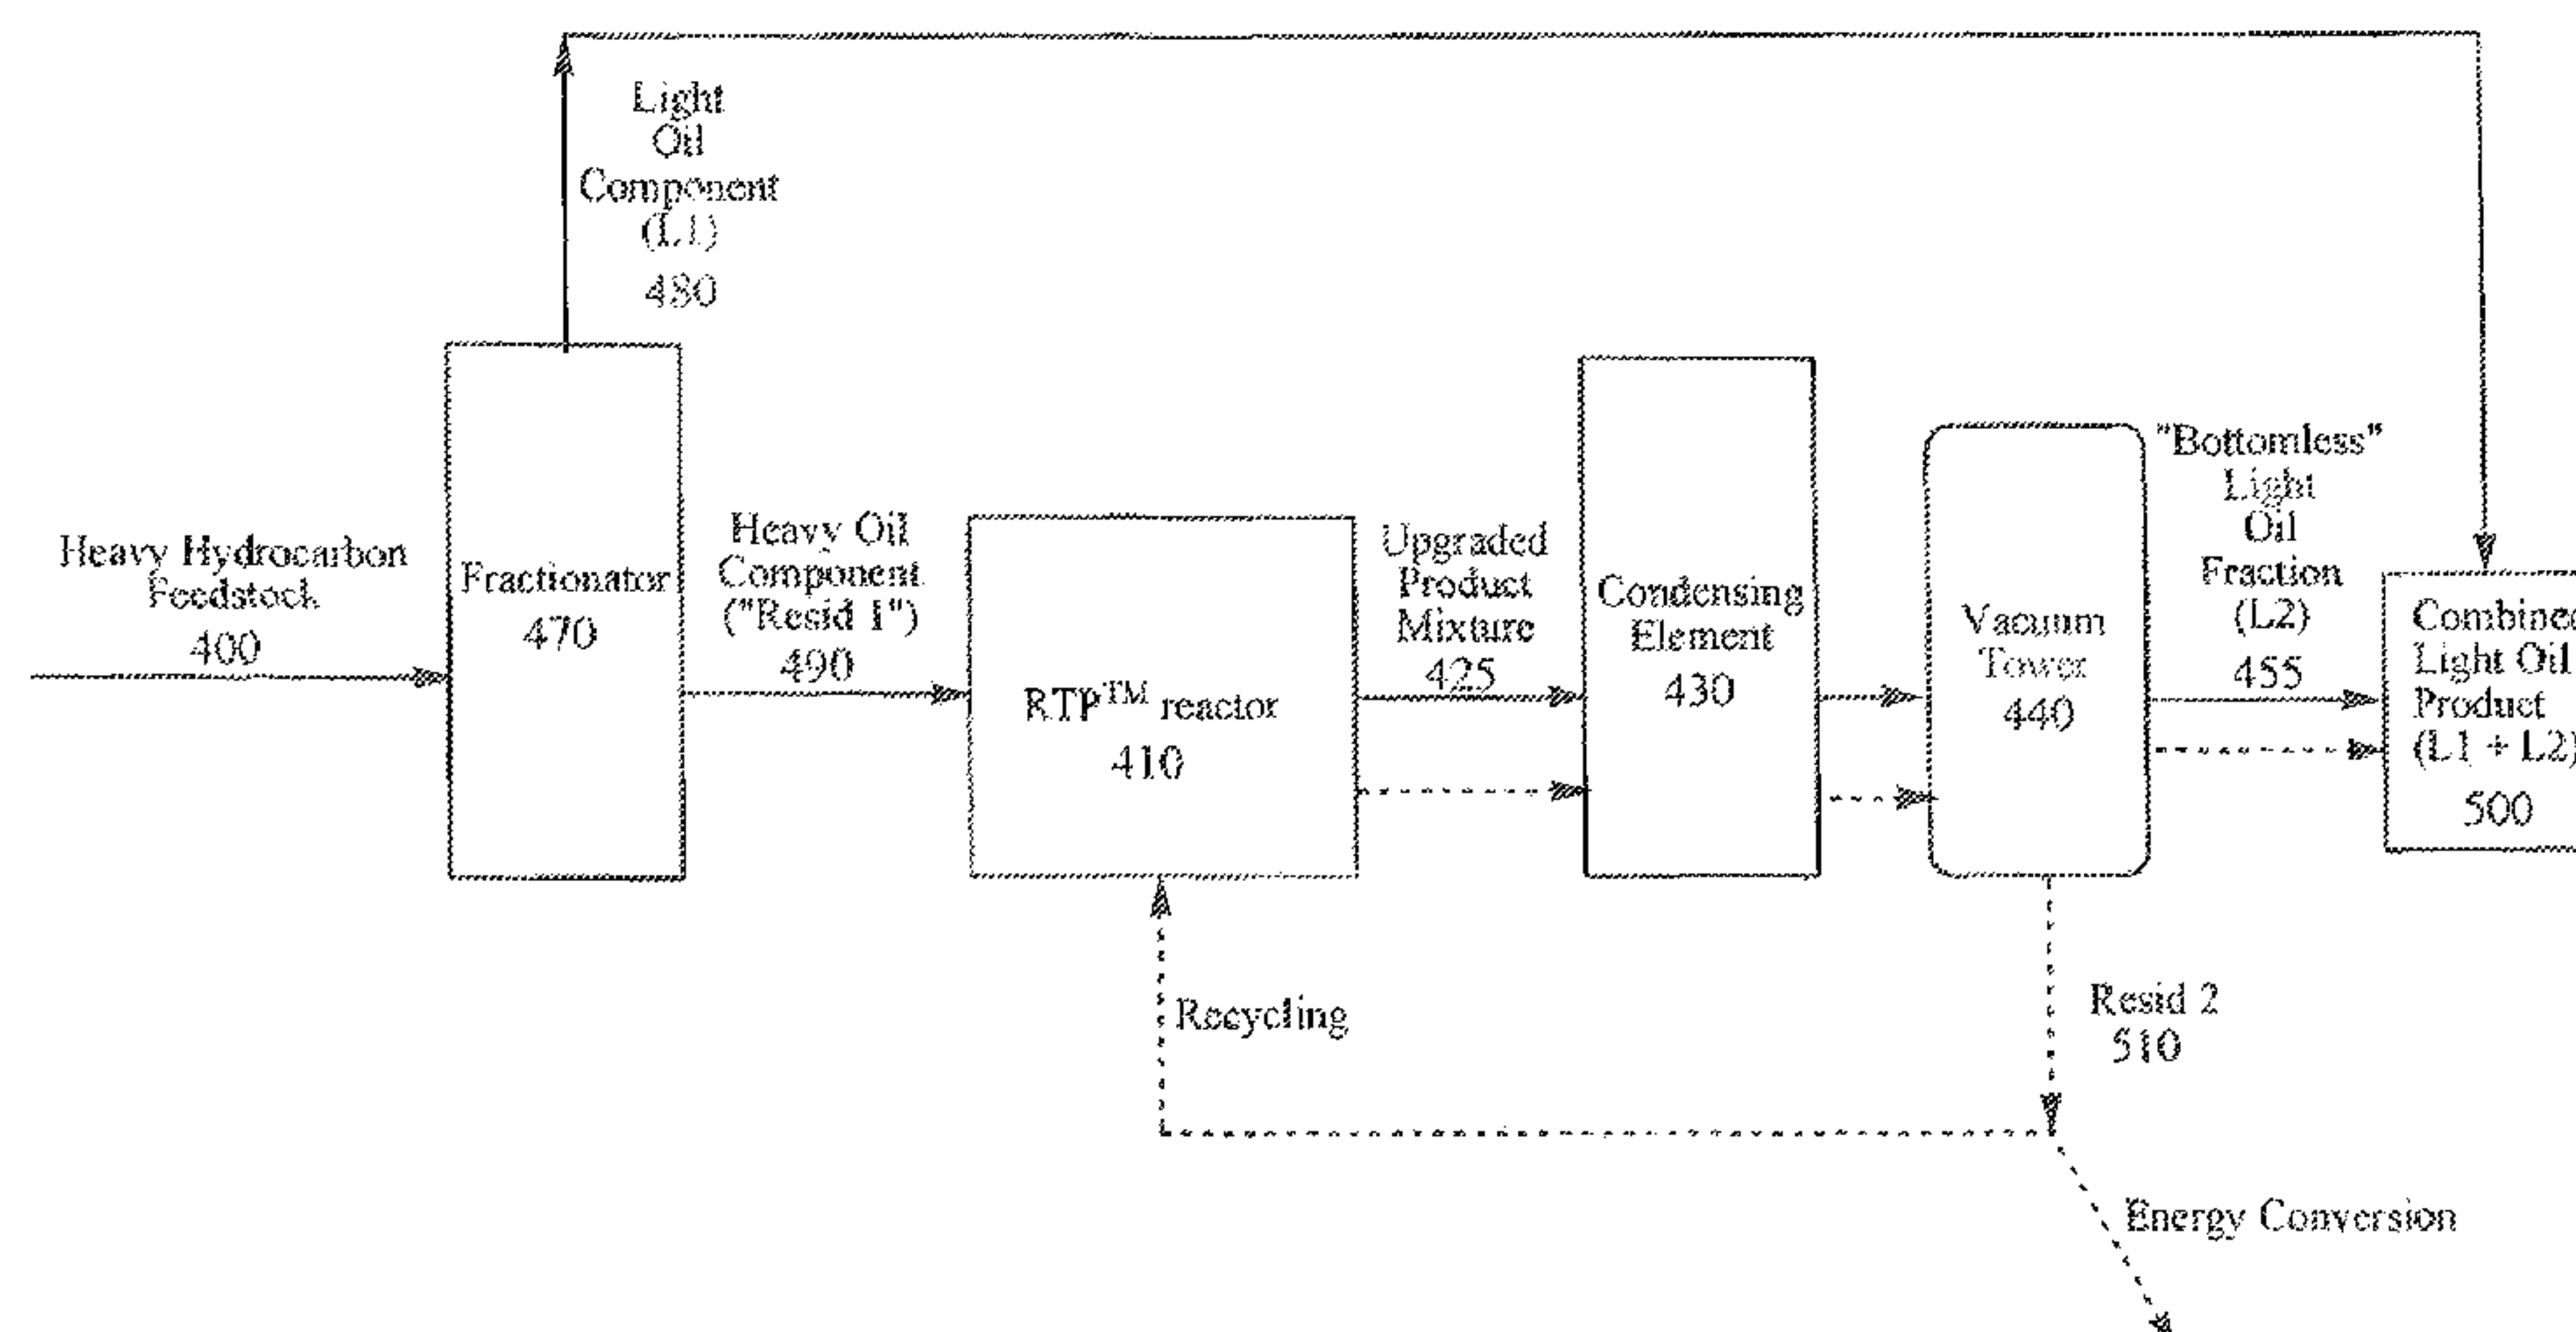 Light
Oil
Component
(L1)
480
Heavy Hydrocarbon
Feedstock
400
Fractionator
470
Heavy Oil
Component
("Resid 1")
490
RTP™ reactor
410
Upgraded
Product
Mixture
425
Condensing
Element
430
Vacuum
Tower
440
"Bottomless"
Light
Oil
Fraction
(L2)
455
Combined
Light Oil
Product
(L1 + L2)
500
Recycling
Resid 2
510
Energy Conversion